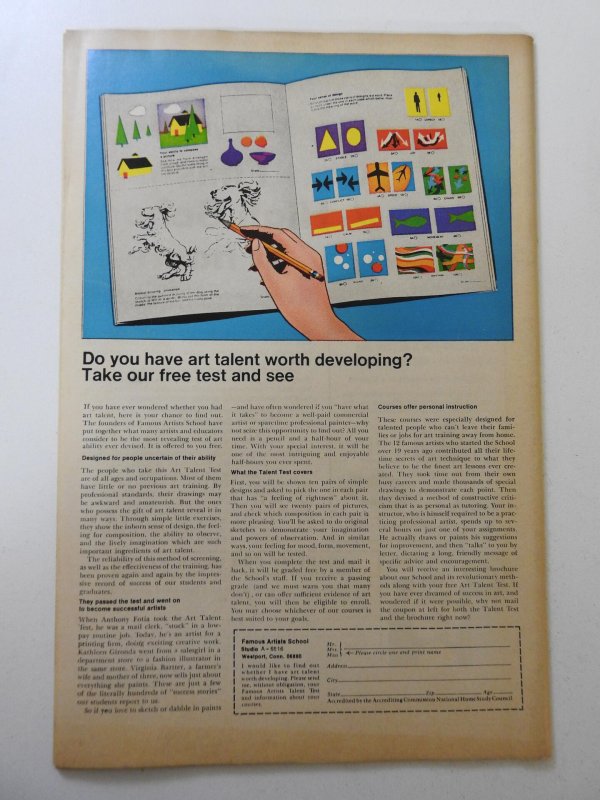 Your sense of design
Your ability to compose
a picture
Do you have art talent worth developing?
Take our free test and see
If you have ever wondered whether you had
art talent, here is your chance to find out.
The founders of Famous Artists School have
put together what many artists and educators
consider to be the most revealing test of art
ability ever devised. It is offered to you free.
Designed for people uncertain of their ability
The people who take this Art Talent Test
are of all ages and occupations. Most of them
have little or no previous art training. By
professional standards, their drawings may
be awkward and amateurish. But the ones
who possess the gift of art talent reveal it in
many ways. Through simple little exercises,
they show the inborn sense of design, the feel-
ing for composition, the ability to observe,
and the lively imagination which are such
important ingredients of art talent.
The reliability of this method of screening,
as well as the effectiveness of the training, has
been proven again and again by the impres-
sive record of success of our students and
graduates.
They passed the test and went on
to become successful artists
When Anthony Fotia took the Art Talent
Test, he was a mail clerk, "stuck" in a low-
pay routine job. Today, he's an artist for a
printing firm, doing exciting creative work.
Kathleen Gironda went from a salesgirl in a
department store to a fashion illustrator in
the same store. Virginia Bartter, a farmer's
wife and mother of three, now sells just about
everything she paints. These are just a few
of the literally hundreds of "success stories"
our students report to us.
So if you love to sketch or dabble in paints
—and have often wondered if you "have what
it takes" to become a well-paid commercial
artist or sparetime professional painter—why
not seize this opportunity to find out? All you
need is a pencil and a half-hour of your
time. With your special interest, it will be
one of the most intriguing and enjoyable
half-hours you ever spent.
What the Talent Test covers
First, you will be shown ten pairs of simple
designs and asked to pick the one in each pair
that has "a feeling of rightness" about it.
Then you will see twenty pairs of pictures,
and check which composition in each pair is
more pleasing. You'll be asked to do original
sketches to demonstrate your imagination
and powers of observation. And in similar
ways, your feeling for mood, form, movement,
and so on will be tested.
When you complete the test and mail it
back, it will be graded free by a member of
the School's staff. If you receive a passing
grade (and we must warn you that many
don't), or can offer sufficient evidence of art
talent, you will then be eligible to enroll.
You may choose whichever of our courses is
best suited to your goals.
Courses offer personal instruction
These courses were especially designed for
talented people who can't leave their fami-
lies or jobs for art training away from home.
The 12 famous artists who started the School
over 19 years ago contributed all their life-
time secrets of art technique to what they
believe to be the finest art lessons ever cre-
ated. They took time out from their own
busy careers and made thousands of special
drawings to demonstrate each point. Then
they devised a method of constructive criti-
cism that is as personal as tutoring. Your in-
structor, who is himself required to be a prac-
ticing professional artist, spends up to sev-
eral hours on just one of your assignments.
He actually draws or paints his suggestions
for improvement, and then "talks" to you by
letter, dictating a long, friendly message of
specific advice and encouragement.
You will receive an interesting brochure
about our School and its revolutionary meth-
ods along with your free Art Talent Test. If
you have ever dreamed of success in art, and
wondered if it were possible, why not mail
the coupon at left for both the Talent Test
and the brochure right now?
Famous Artists School
Studio A-6516
Westport, Conn. 06880
I would like to find out
whether I have art talent
worth developing. Please send
me, without obligation, your
Famous Artists Talent Test
and information about your
courses.
Mr.
Mrs.
Miss Please circle one and print name
Address
City
State Zip Age
Accredited by the Accrediting Commission National Home Study Council